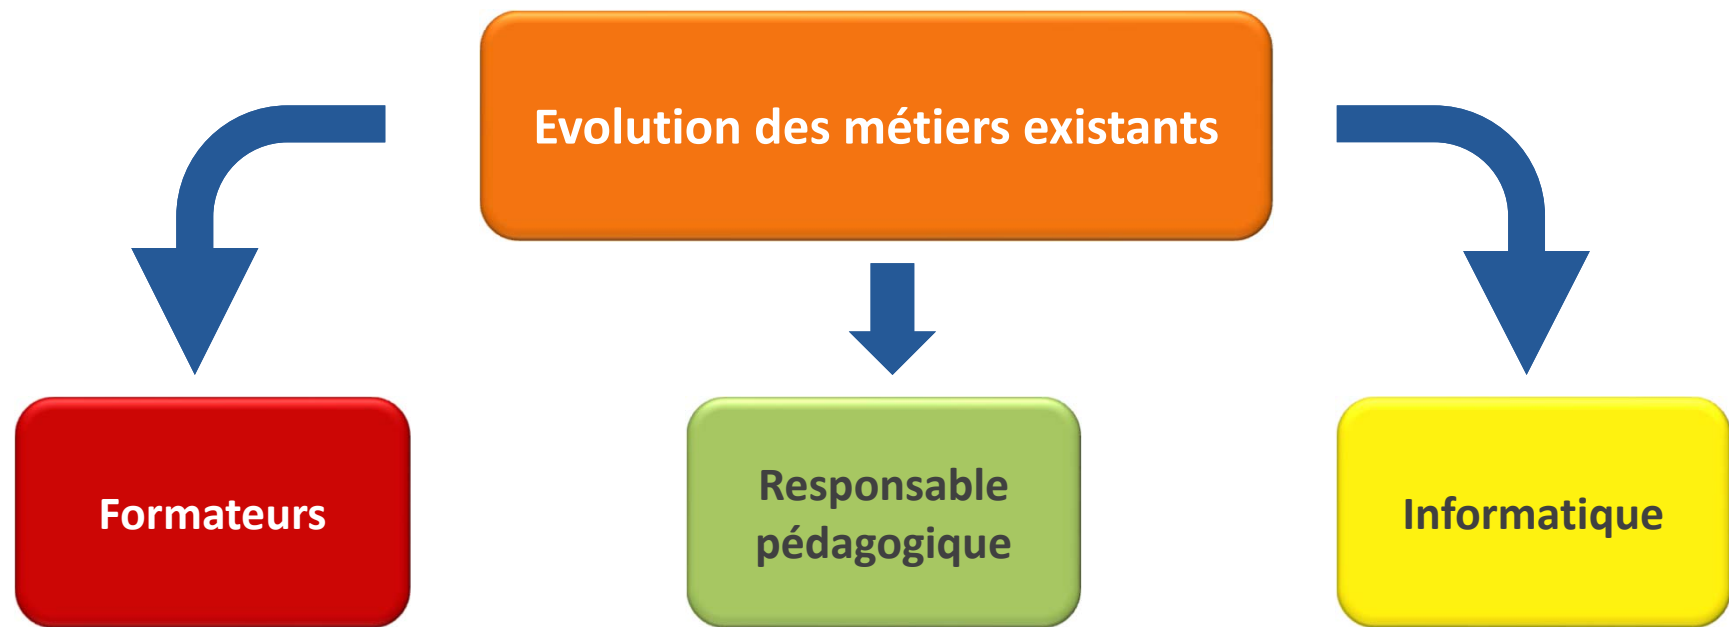 Evolution des métiers existants
Formateurs
Responsable
pédagogique
Informatique